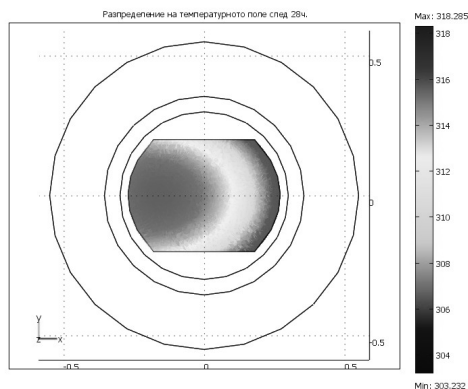 Разпределение на температурното поле след 28ч.
Max: 318.285
318
316
314
312
310
308
306
304
Min: 303.232
0.5
0
-0.5
-0.5
0
0.5
y
z
x